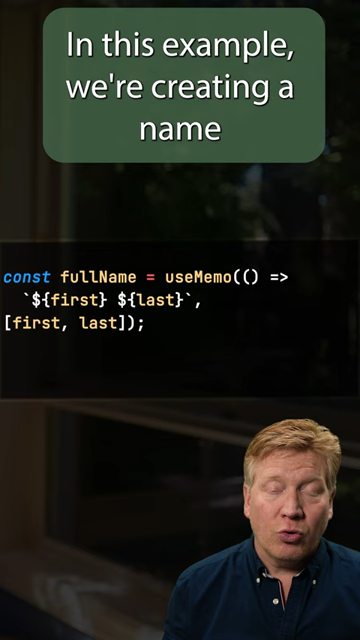 In this example,
we're creating a
name
const fullName = useMemo(() =>
`${first} ${last}`,
[first, last]);